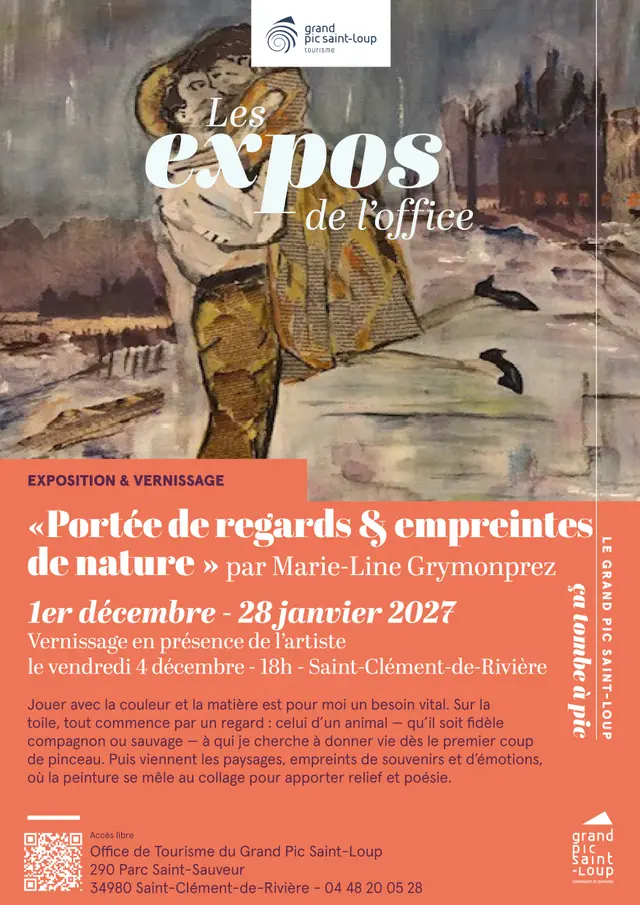 grand
pic saint-loup
tourisme
Les
expos
de l'office
EXPOSITION & VERNISSAGE
«Portée de regards & empreintes
de nature » par Marie-Line Grymonprez
1er décembre - 28 janvier 2027
Vernissage en présence de l'artiste
le vendredi 4 décembre - 18h - Saint-Clément-de-Rivière
Jouer avec la couleur et la matière est pour moi un besoin vital. Sur la
toile, tout commence par un regard : celui d'un animal — qu'il soit fidèle
compagnon ou sauvage — à qui je cherche à donner vie dès le premier coup
de pinceau. Puis viennent les paysages, empreints de souvenirs et d'émotions,
où la peinture se mêle au collage pour apporter relief et poésie.
LE GRAND PIC SAINT-LOUP
ça tombe à pic
Accès libre
Office de Tourisme du Grand Pic Saint-Loup
290 Parc Sauveur
34980 Saint-Clément-de-Rivière - 04 48 20 05 28
grand
pic
saint
-loup